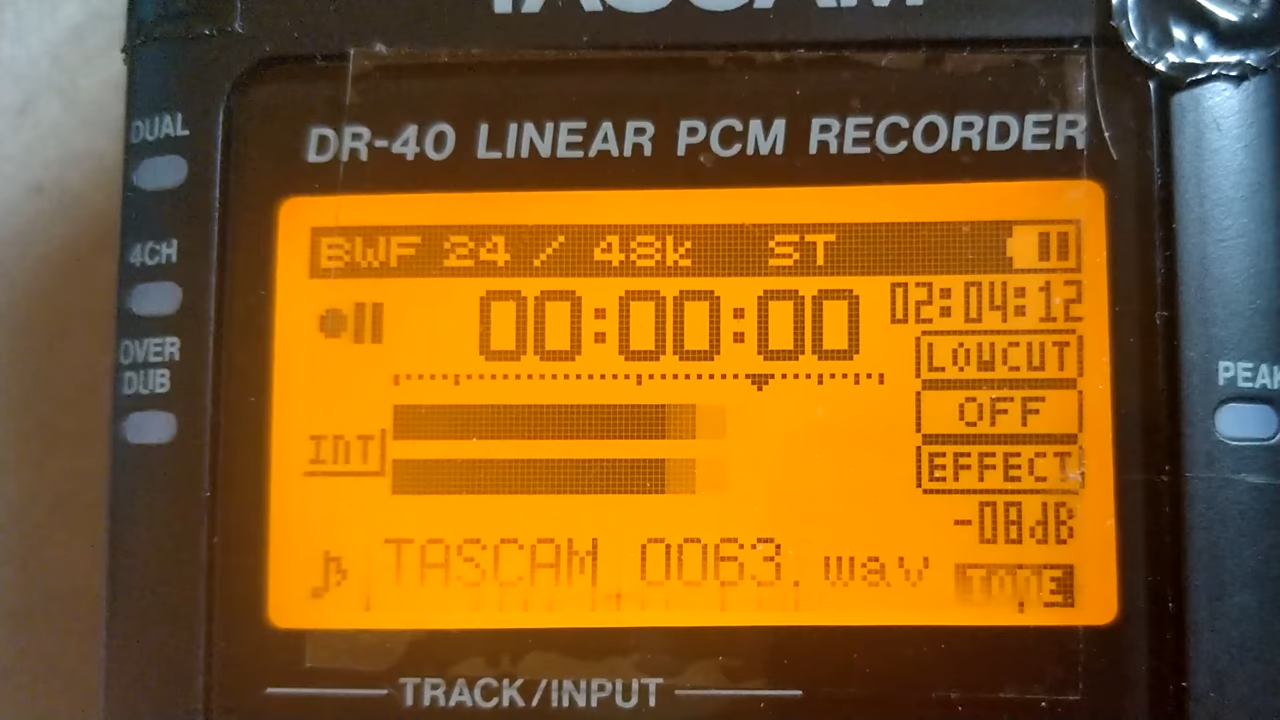 TASCAM
DR-40 LINEAR PCM RECORDER
DUAL
4CH
OVER
DUB
PEAK
BWF 24 / 48k ST
00:00:00
02:04:12
LOWCUT
OFF
EFFECT
INT
-08dB
TASCAM_0063.wav
TRACK/INPUT